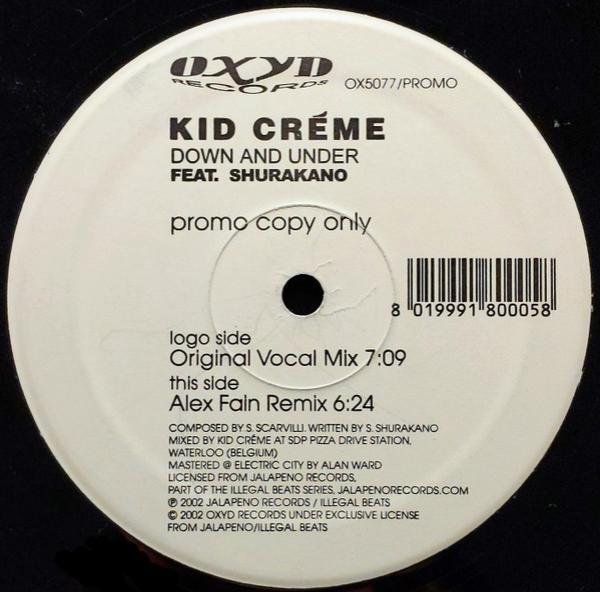 OXYD
RECORDS
OX5077/PROMO
KID CRÉME
DOWN AND UNDER
FEAT. SHURAKANO
promo copy only
8 019991 800058
logo side
Original Vocal Mix 7:09
this side
Alex Fain Remix 6:24
COMPOSED BY S. SCARVILLI. WRITTEN BY S. SHURAKANO
MIXED BY KID CRÊME AT SDP PIZZA DRIVE STATION,
WATERLOO (BELGIUM)
MASTERED @ ELECTRIC CITY BY ALAN WARD
LICENSED FROM JALAPENO RECORDS,
PART OF THE ILLEGAL BEATS SERIES, JALAPENORECORDS.COM
℗ 2002 JALAPENO RECORDS / ILLEGAL BEATS
© 2002 OXYD RECORDS UNDER EXCLUSIVE LICENSE
FROM JALAPENO/ILLEGAL BEATS